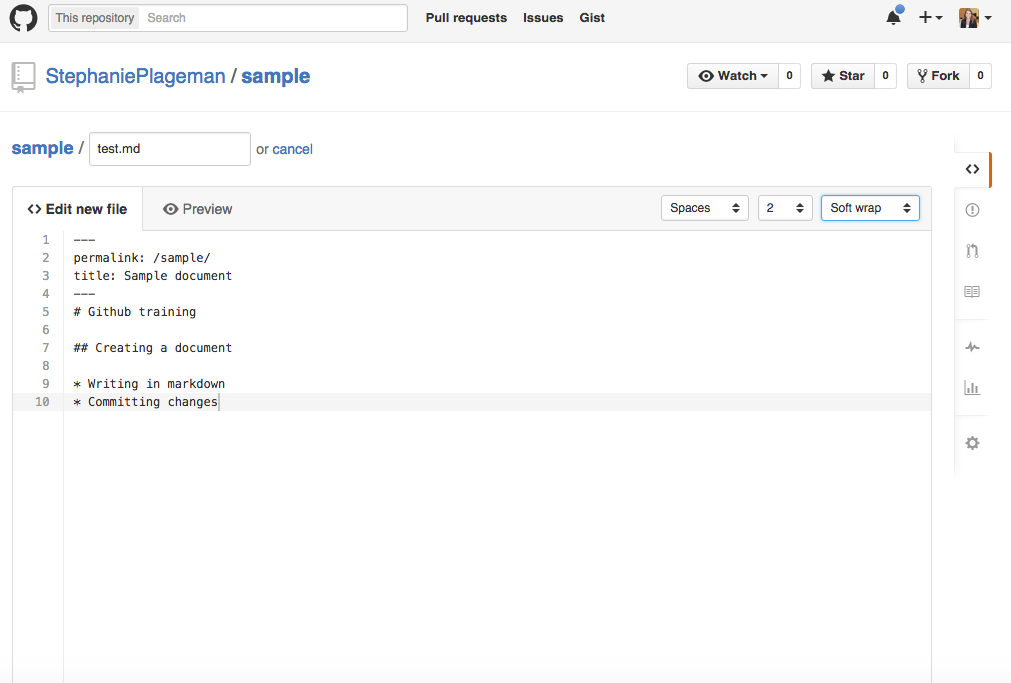 This repository Search Pull requests Issues Gist
StephaniePlageman / sample Watch 0 Star 0 Fork 0
sample / test.md or cancel
<> Edit new file Preview Spaces 2 Soft wrap
1 ---
2 permalink: /sample/
3 title: Sample document
4 ---
5 # Github training
6
7 ## Creating a document
8
9 * Writing in markdown
10 * Committing changes